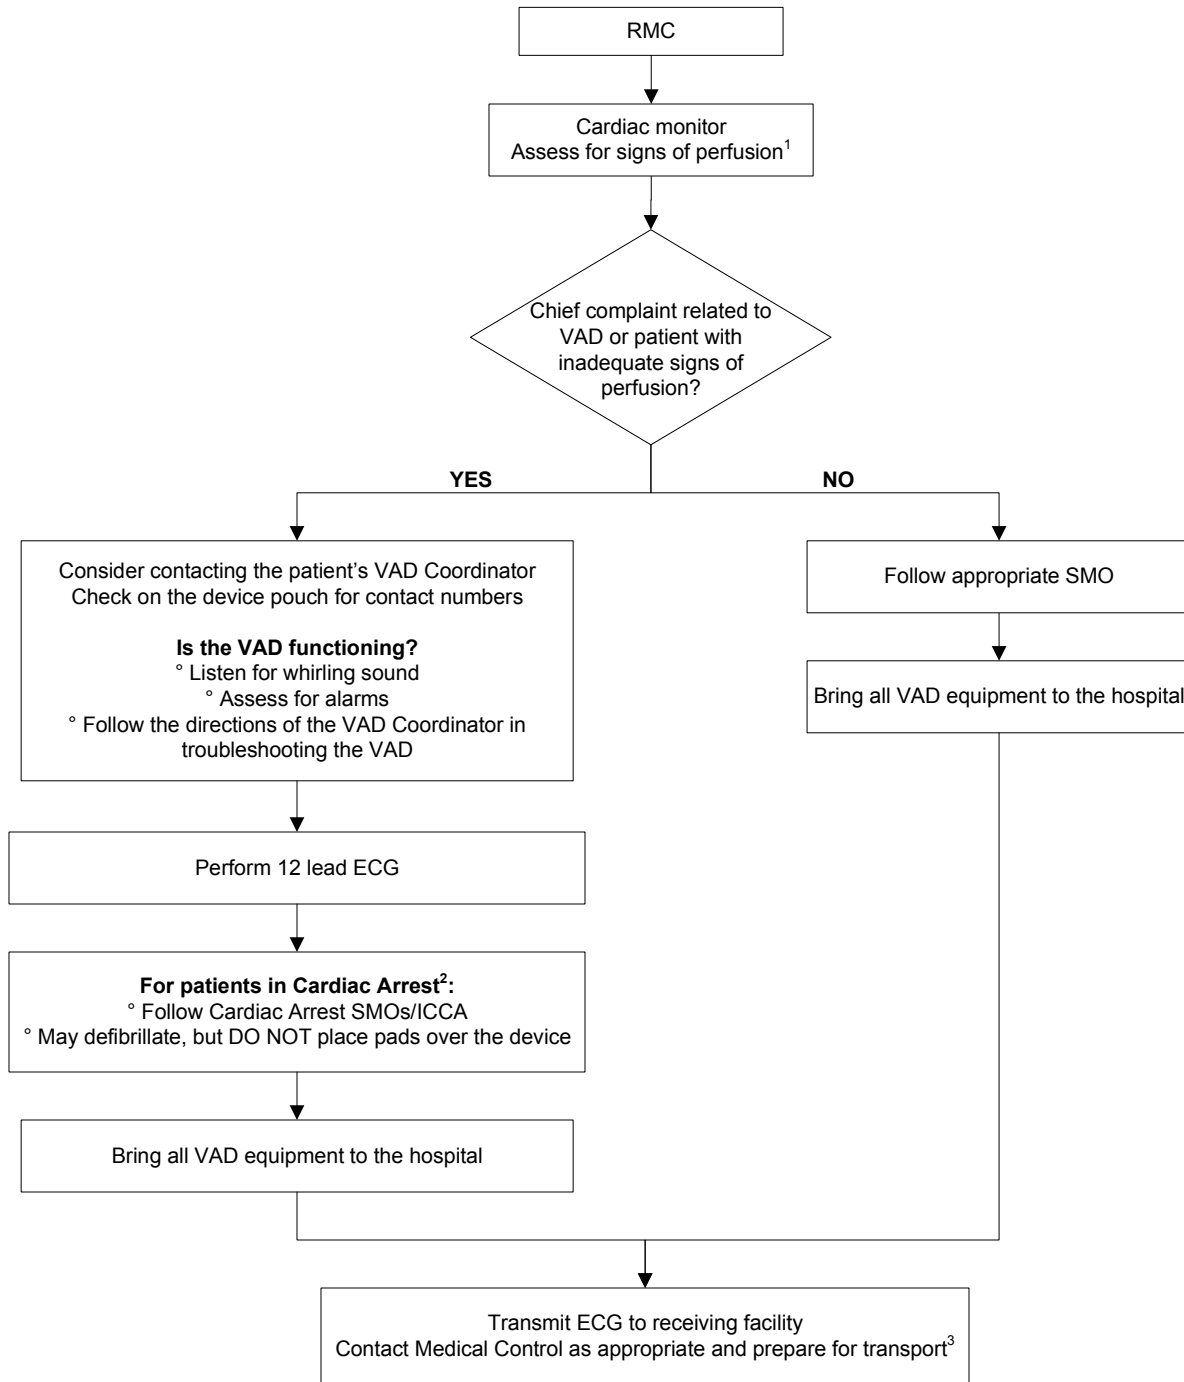 RMC
Cardiac monitor
Assess for signs of perfusion¹
Chief complaint related to
VAD or patient with
inadequate signs of
perfusion?
YES
NO
Consider contacting the patient's VAD Coordinator
Check on the device pouch for contact numbers
Is the VAD functioning?
° Listen for whirling sound
° Assess for alarms
° Follow the directions of the VAD Coordinator in
troubleshooting the VAD
Follow appropriate SMO
Bring all VAD equipment to the hospital
Perform 12 lead ECG
For patients in Cardiac Arrest²:
° Follow Cardiac Arrest SMOs/ICCA
° May defibrillate, but DO NOT place pads over the device
Bring all VAD equipment to the hospital
Transmit ECG to receiving facility
Contact Medical Control as appropriate and prepare for transport³